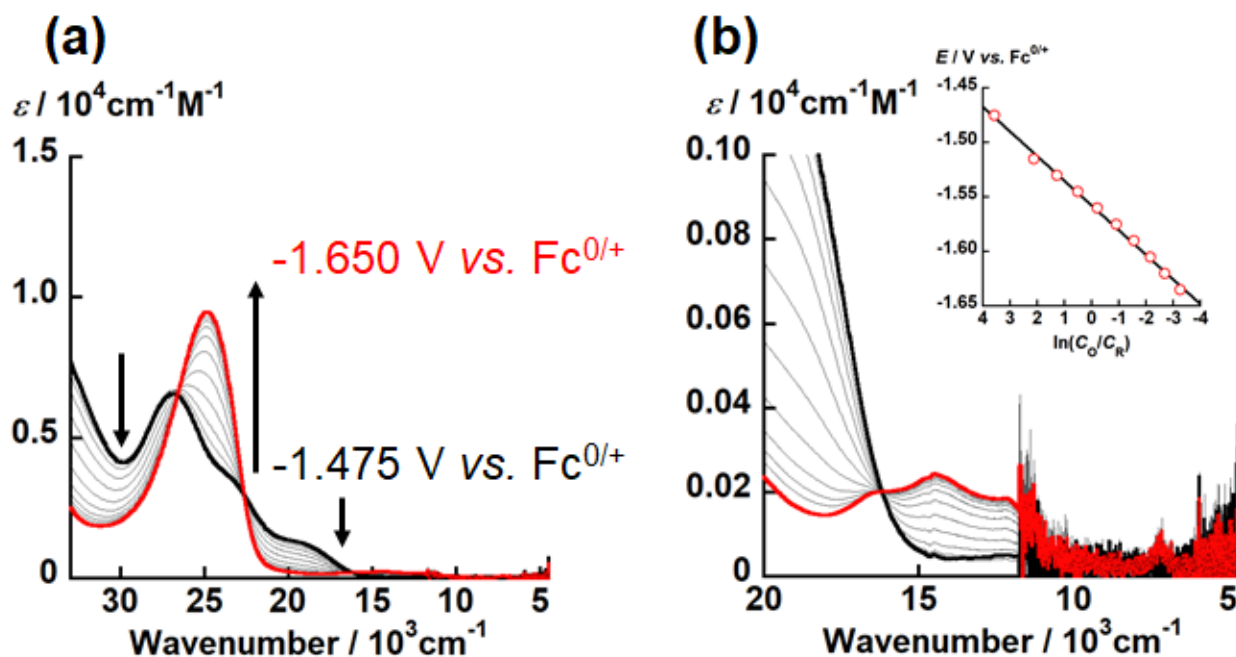 (a)
ε / 10⁴cm⁻¹M⁻¹
1.5
1.0
0.5
0
30 25 20 15 10 5
Wavenumber / 10³cm⁻¹
-1.650 V vs. Fc⁰/⁺
-1.475 V vs. Fc⁰/⁺
(b)
ε / 10⁴cm⁻¹M⁻¹
0.10
0.08
0.06
0.04
0.02
0
20 15 10 5
Wavenumber / 10³cm⁻¹
E / V vs. Fc⁰/⁺
-1.45
-1.50
-1.55
-1.60
-1.65
4 3 2 1 0 -1 -2 -3 -4
ln(C_O/C_R)